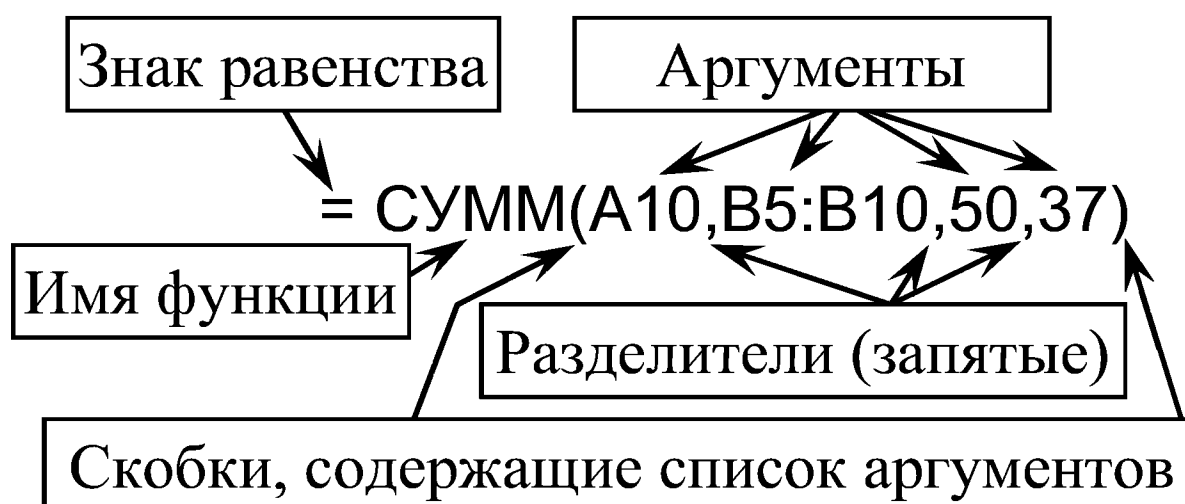 Знак равенства
Аргументы
= СУММ(A10,B5:B10,50,37)
Имя функции
Разделители (запятые)
Скобки, содержащие список аргументов